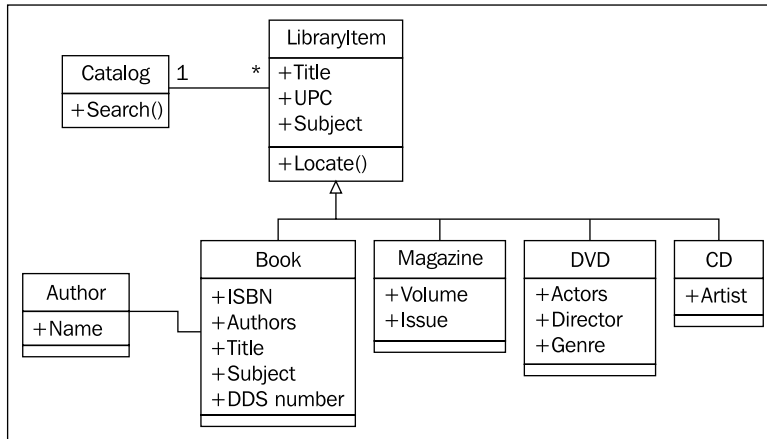 LibraryItem
+Title
+UPC
+Subject
+Locate()
Catalog
+Search()
1
*
Book
+ISBN
+Authors
+Title
+Subject
+DDS number
Magazine
+Volume
+Issue
DVD
+Actors
+Director
+Genre
CD
+Artist
Author
+Name